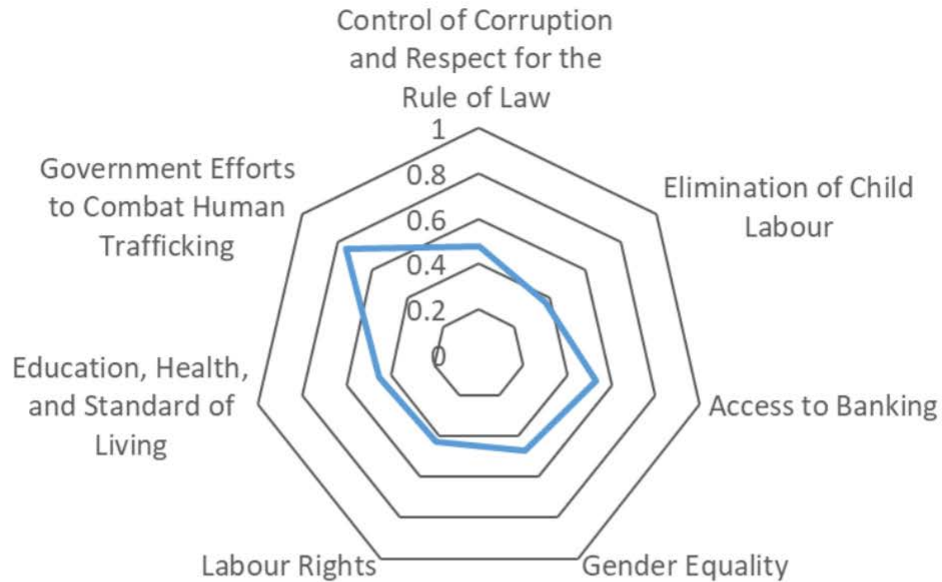 Control of Corruption
and Respect for the
Rule of Law
1
0.8
0.6
0.4
0.2
0
Elimination of Child
Labour
Access to Banking
Gender Equality
Labour Rights
Education, Health,
and Standard of
Living
Government Efforts
to Combat Human
Trafficking